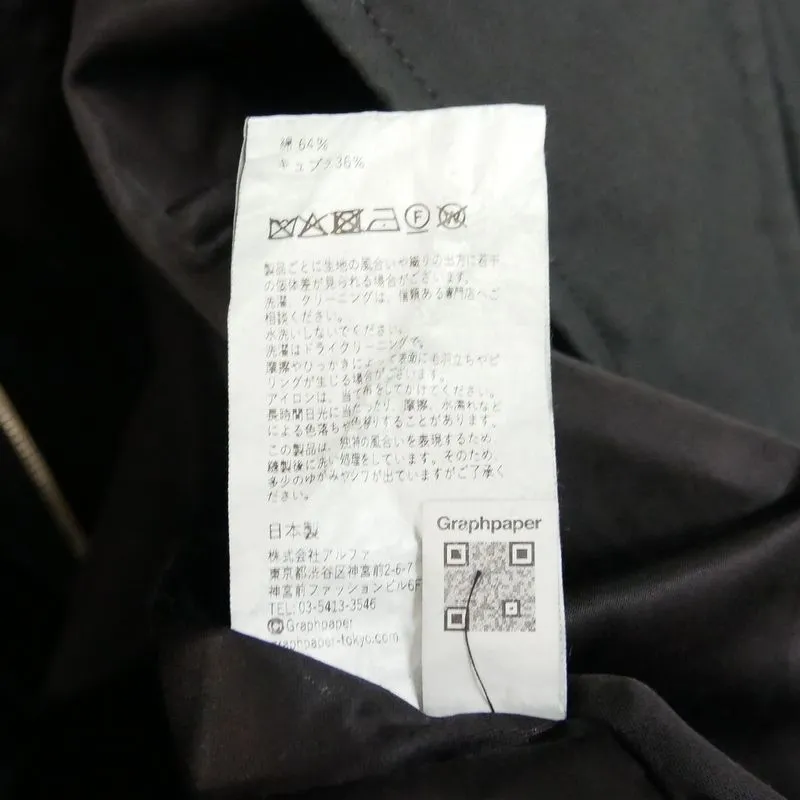 綿 64%
キュプラ36%
F
W
製品ごとに生地の風合いや織りの出方に若干
の個体差が見られる場合がございます。
洗濯、クリーニングは、信頼ある専門店へご
相談ください。
水洗いしないでください。
洗濯はドライクリーニングで。
摩擦やひっかきによって表面に毛羽立ちやピ
リングが生じる場合がございます。
アイロンは、当て布をしてかけてください。
長時間日光に当たったり、摩擦、水濡れなど
による色落ちや色移りすることがあります。
この製品は、独特の風合いを表現するため、
縫製後に洗い処理をしています。そのため、
多少のゆがみやシワが出ていますがご了承く
ださい。
日本製
株式会社アルファ
東京都渋谷区神宮前2-6-7
神宮前ファッションビル6F
TEL: 03-5413-3546
©Graphpaper
graphpaper-tokyo.com
Graphpaper